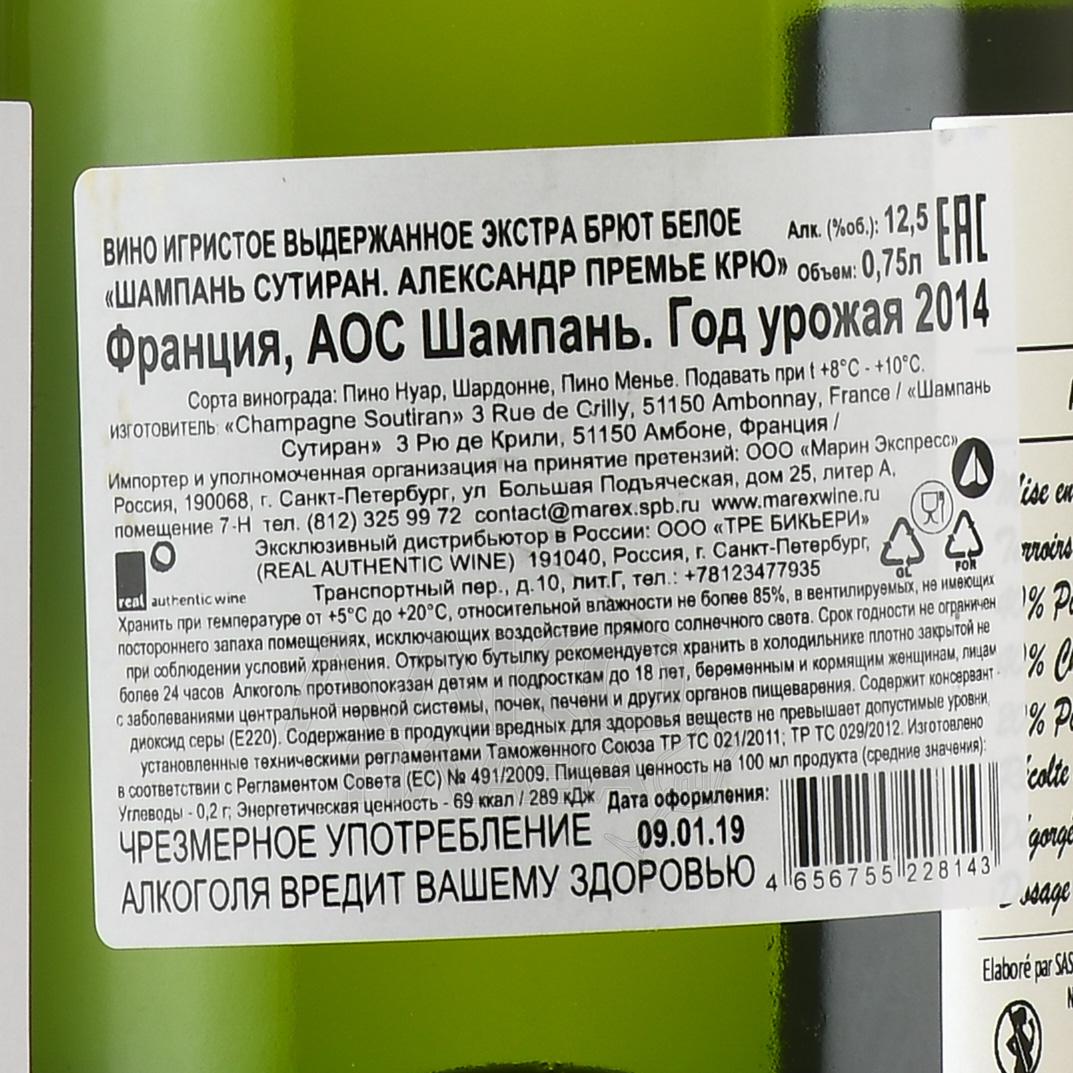 ВИНО ИГРИСТОЕ ВЫДЕРЖАННОЕ ЭКСТРА БРЮТ БЕЛОЕ
Алк. (%об.): 12,5
«ШАМПАНЬ СУТИРАН. АЛЕКСАНДР ПРЕМЬЕ КРЮ»
Объем: 0,75л
EAC
Франция, АОС Шампань. Год урожая 2014
Сорта винограда: Пино Нуар, Шардонне, Пино Менье. Подавать при t +8°C - +10°C.
ИЗГОТОВИТЕЛЬ: «Champagne Soutiran» 3 Rue de Crilly, 51150 Ambonnay, France / «Шампань
Сутиран» 3 Рю де Крили, 51150 Амбоне, Франция /
Импортер и уполномоченная организация на принятие претензий: ООО «Марин Экспресс»,
Россия, 190068, г. Санкт-Петербург, ул Большая Подъяческая, дом 25, литер А,
помещение 7-Н тел. (812) 325 99 72 contact@marex.spb.ru www.marexwine.ru
Эксклюзивный дистрибьютор в России: ООО «ТРЕ БИКЬЕРИ»
(REAL AUTHENTIC WINE) 191040, Россия, г. Санкт-Петербург,
Транспортный пер., д.10, лит.Г, тел.: +78123477935
real authentic wine
GL
FOR
Хранить при температуре от +5°C до +20°C, относительной влажности не более 85%, в вентилируемых, не имеющих
постороннего запаха помещениях, исключающих воздействие прямого солнечного света. Срок годности не ограничен
при соблюдении условий хранения. Открытую бутылку рекомендуется хранить в холодильнике плотно закрытой не
более 24 часов Алкоголь противопоказан детям и подросткам до 18 лет, беременным и кормящим женщинам, лицам
с заболеваниями центральной нервной системы, почек, печени и других органов пищеварения. Содержит консервант -
диоксид серы (Е220). Содержание в продукции вредных для здоровья веществ не превышает допустимые уровни,
установленные техническими регламентами Таможенного Союза ТР ТС 021/2011; ТР ТС 029/2012. Изготовлено
в соответствии с Регламентом Совета (ЕС) № 491/2009. Пищевая ценность на 100 мл продукта (средние значения):
Углеводы - 0,2 г; Энергетическая ценность - 69 ккал / 289 кДж
Дата оформления:
09.01.19
ЧРЕЗМЕРНОЕ УПОТРЕБЛЕНИЕ
АЛКОГОЛЯ ВРЕДИТ ВАШЕМУ ЗДОРОВЬЮ
4 656755 228143
Elaboré par SAS